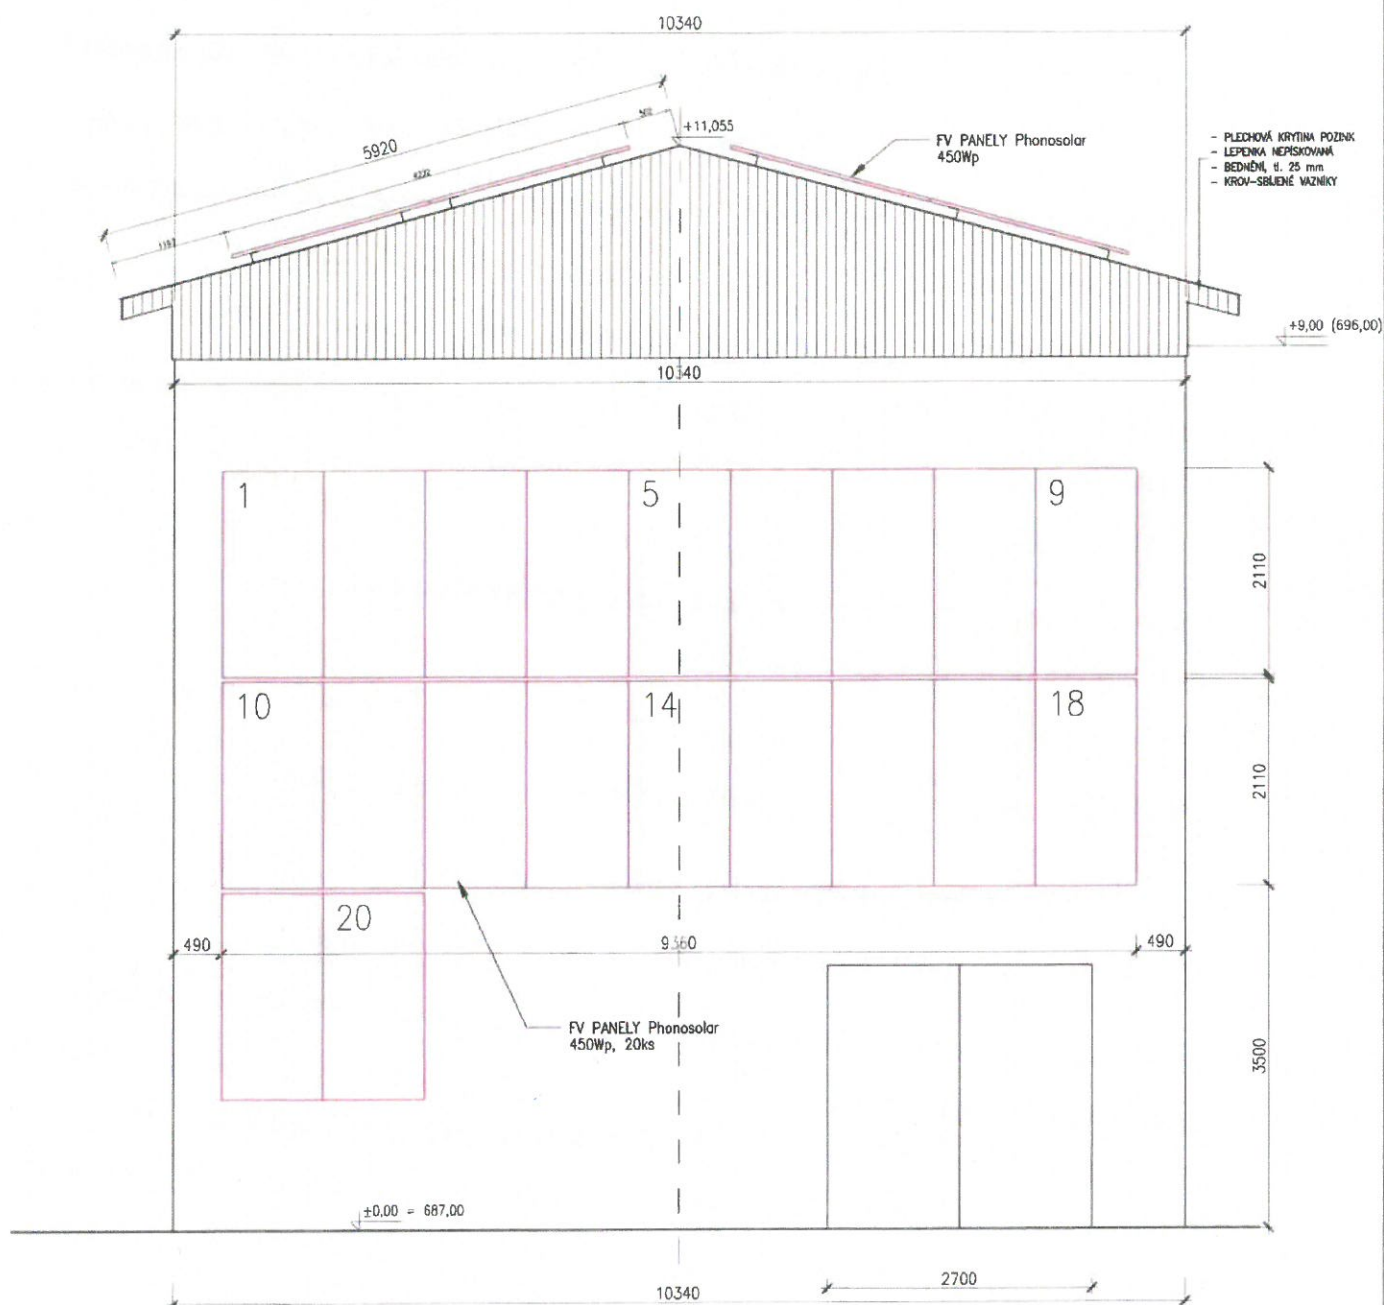 10340
5920
4222
+11,055
FV PANELY Phonosolar
450Wp
- PLECHOVÁ KRYTINA POZINK
- LEPENKA NEPÍSKOVANÁ
- BEDNĚNÍ, tl. 25 mm
- KROV-SBÍJENÉ VAZNÍKY
+9,00 (696,00)
10340
1
5
9
2110
10
14
18
2110
20
490
9360
490
FV PANELY Phonosolar
450Wp, 20ks
3500
±0,00 = 687,00
2700
10340